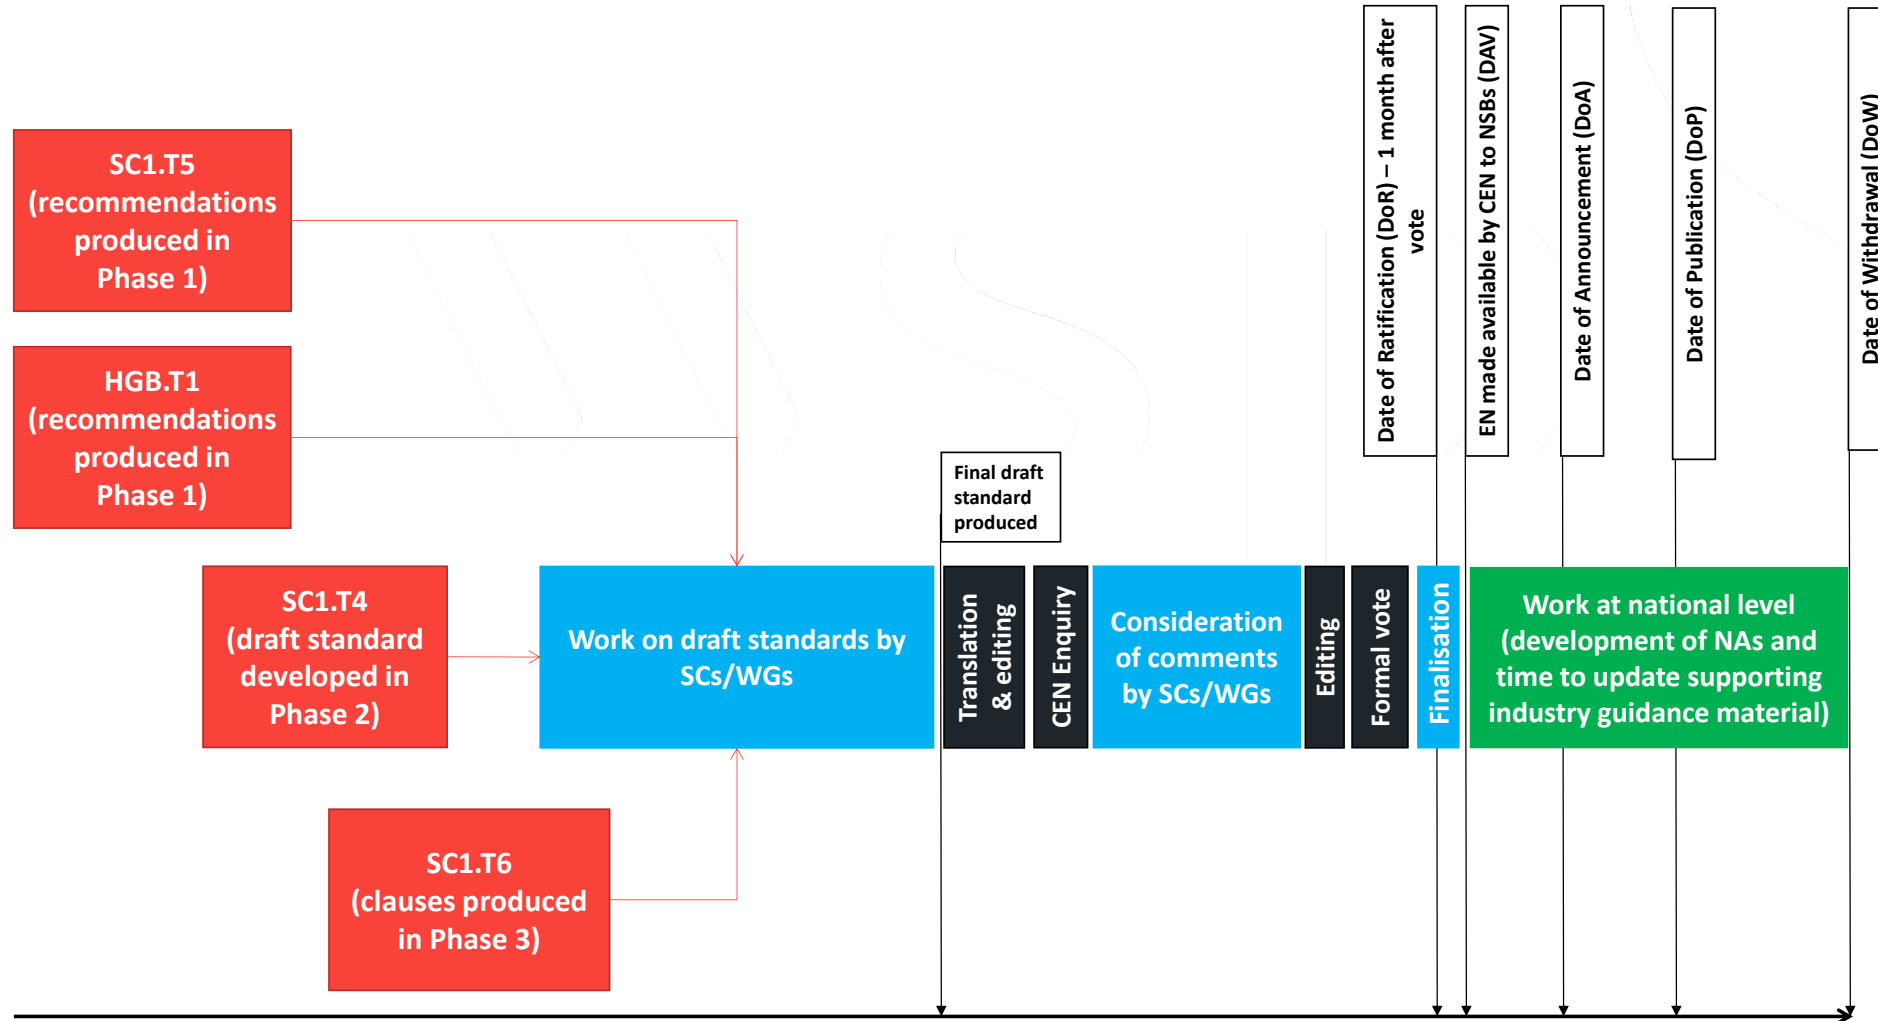 SC1.T5
(recommendations
produced in
Phase 1)
HGB.T1
(recommendations
produced in
Phase 1)
SC1.T4
(draft standard
developed in
Phase 2)
SC1.T6
(clauses produced
in Phase 3)
Work on draft standards by
SCs/WGs
Final draft
standard
produced
Translation
& editing
CEN Enquiry
Consideration
of comments
by SCs/WGs
Editing
Formal vote
Finalisation
Work at national level
(development of NAs and
time to update supporting
industry guidance material)
Date of Ratification (DoR) – 1 month after
vote
EN made available by CEN to NSBs (DAV)
Date of Announcement (DoA)
Date of Publication (DoP)
Date of Withdrawal (DoW)